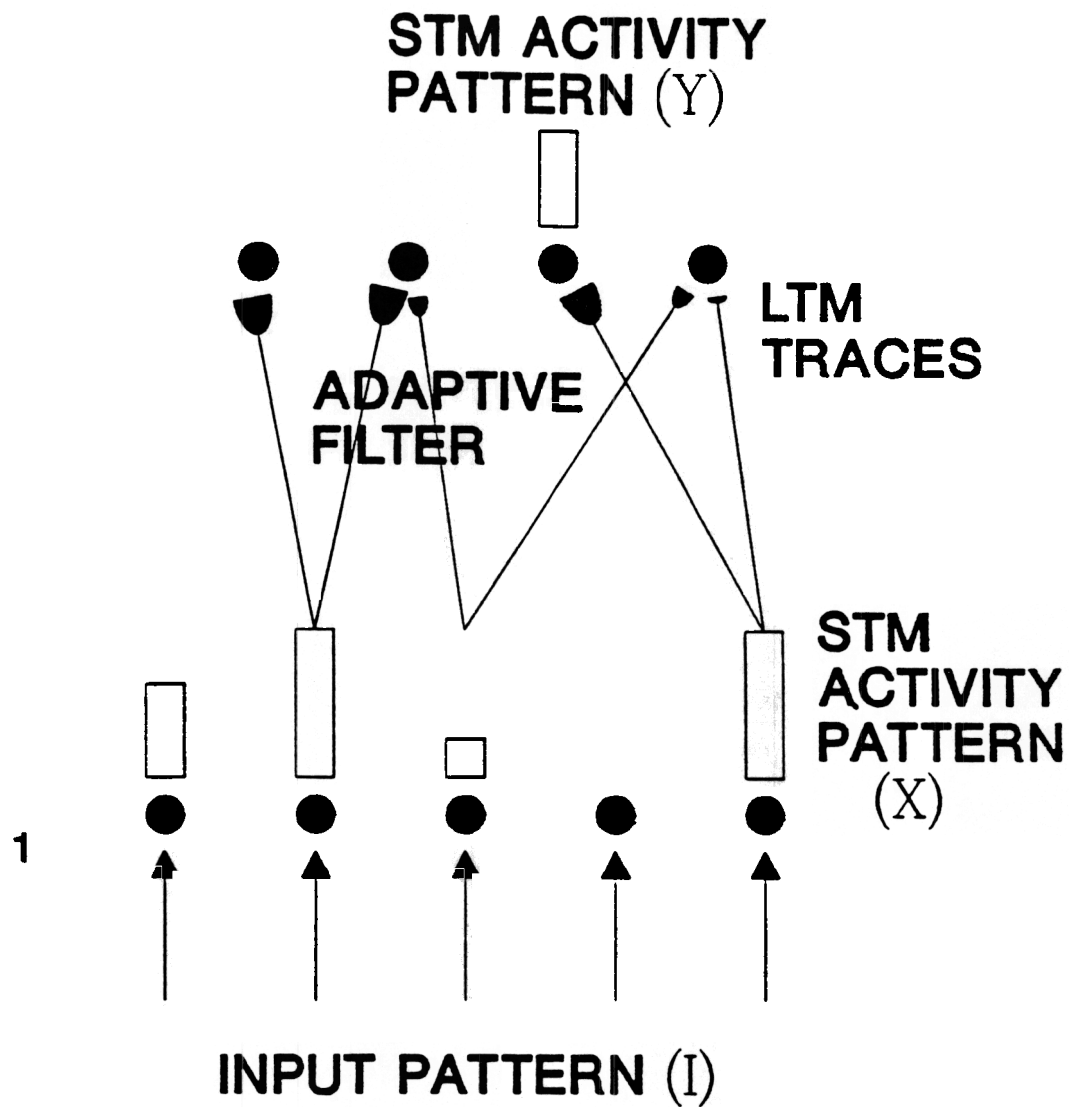 STM ACTIVITY
PATTERN (Y)
LTM
TRACES
ADAPTIVE
FILTER
STM
ACTIVITY
PATTERN
(X)
1
INPUT PATTERN (I)